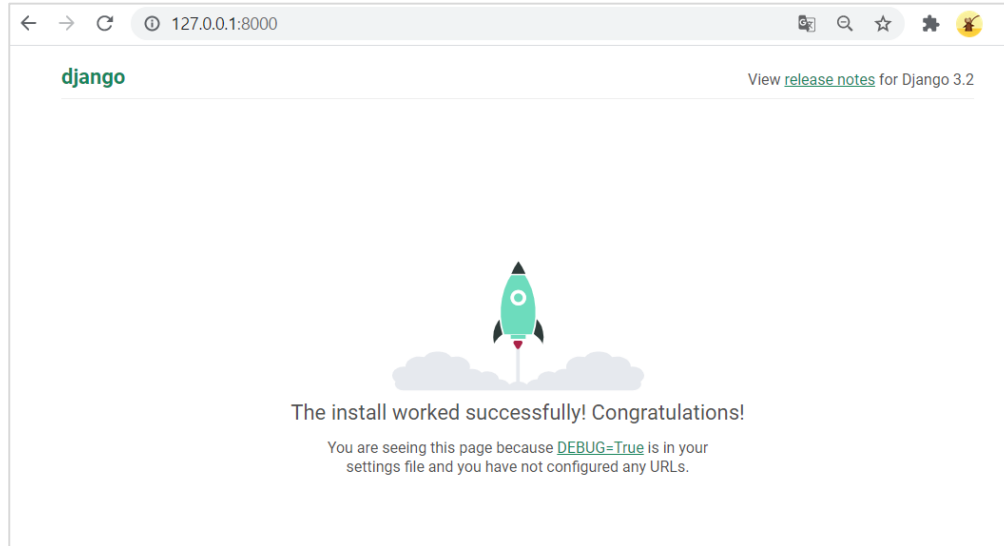 127.0.0.1:8000
django
View release notes for Django 3.2
The install worked successfully! Congratulations!
You are seeing this page because DEBUG=True is in your
settings file and you have not configured any URLs.